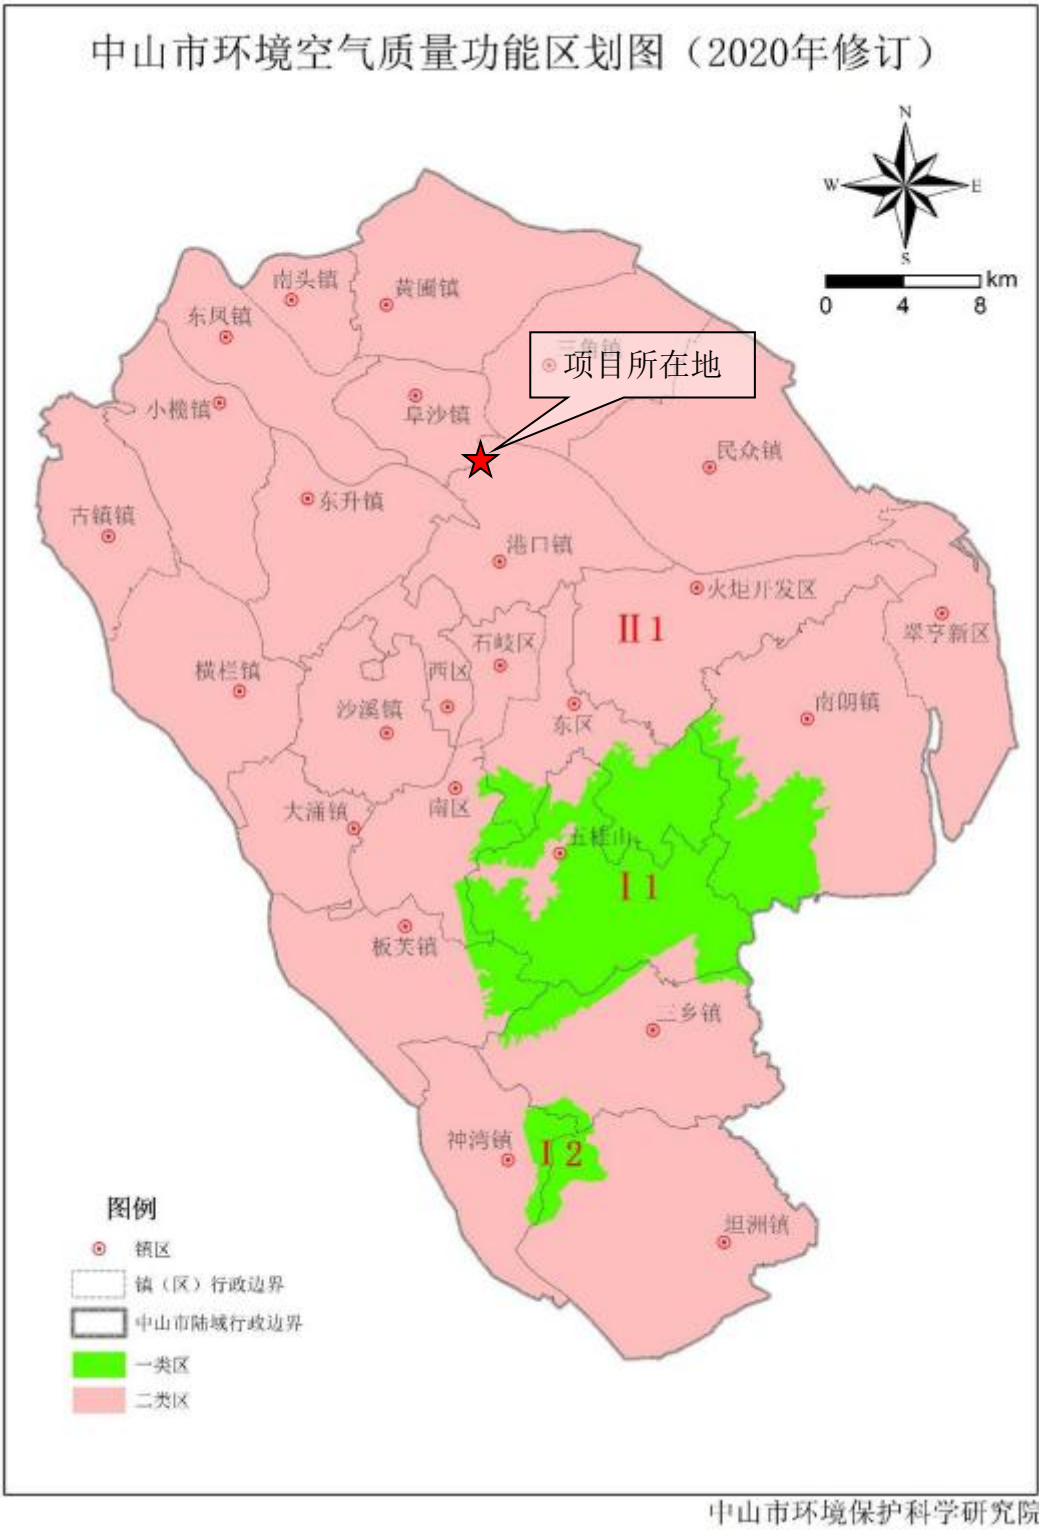 中山市环境空气质量功能区划图（2020年修订）
N
W
E
S
km
0 4 8
南头镇
黄圃镇
东凤镇
三角镇
项目所在地
小榄镇
阜沙镇
民众镇
东升镇
古镇镇
港口镇
火炬开发区
翠亨新区
II 1
石岐区
横栏镇
西区
沙溪镇
南朗镇
东区
大涌镇
南区
五桂山
I 1
板芙镇
三乡镇
神湾镇
I 2
坦洲镇
图例
镇区
镇（区）行政边界
中山市陆域行政边界
一类区
二类区
中山市环境保护科学研究院